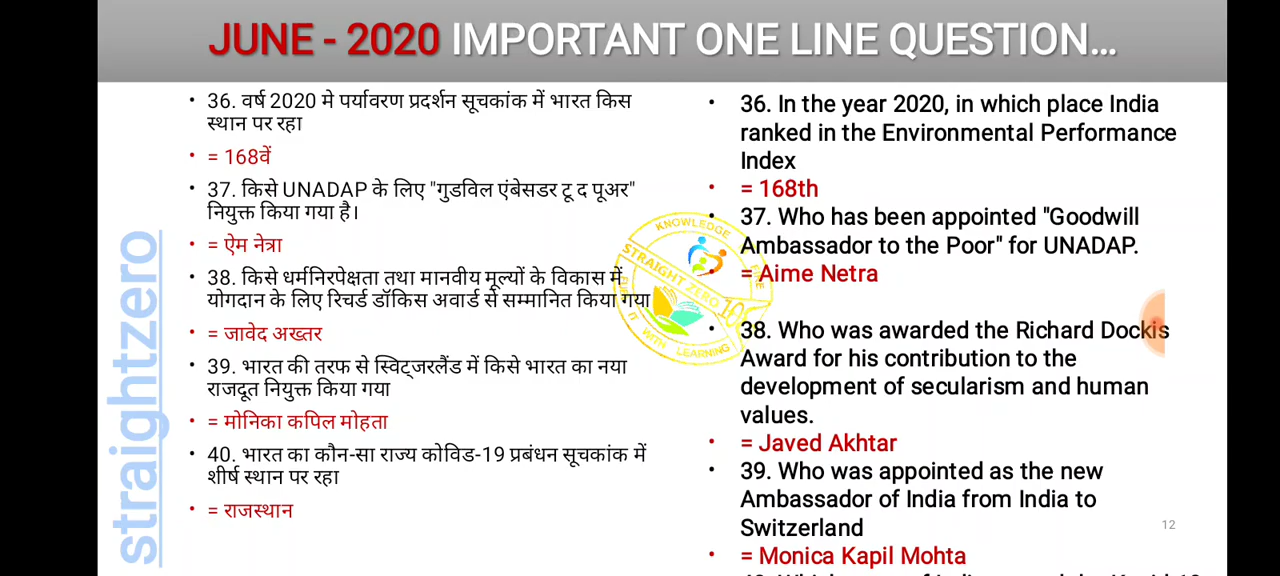 JUNE - 2020 IMPORTANT ONE LINE QUESTION...
• 36. वर्ष 2020 मे पर्यावरण प्रदर्शन सूचकांक में भारत किस
स्थान पर रहा
• = 168वें
• 37. किसे UNADAP के लिए "गुडविल एंबेसडर टू द पूअर"
नियुक्त किया गया है।
• = ऐम नेत्रा
• 38. किसे धर्मनिरपेक्षता तथा मानवीय मूल्यों के विकास में
योगदान के लिए रिचर्ड डॉकिस अवार्ड से सम्मानित किया गया
• = जावेद अख्तर
• 39. भारत की तरफ से स्विट्जरलैंड में किसे भारत का नया
राजदूत नियुक्त किया गया
• = मोनिका कपिल मोहता
• 40. भारत का कौन-सा राज्य कोविड-19 प्रबंधन सूचकांक में
शीर्ष स्थान पर रहा
• = राजस्थान
• 36. In the year 2020, in which place India
ranked in the Environmental Performance
Index
• = 168th
• 37. Who has been appointed "Goodwill
Ambassador to the Poor" for UNADAP.
• = Aime Netra
• 38. Who was awarded the Richard Dockis
Award for his contribution to the
development of secularism and human
values.
• = Javed Akhtar
• 39. Who was appointed as the new
Ambassador of India from India to
Switzerland
• = Monica Kapil Mohta
straightzero
KNOWLEDGE
STRAIGHT ZERO
WITH LEARNING
12